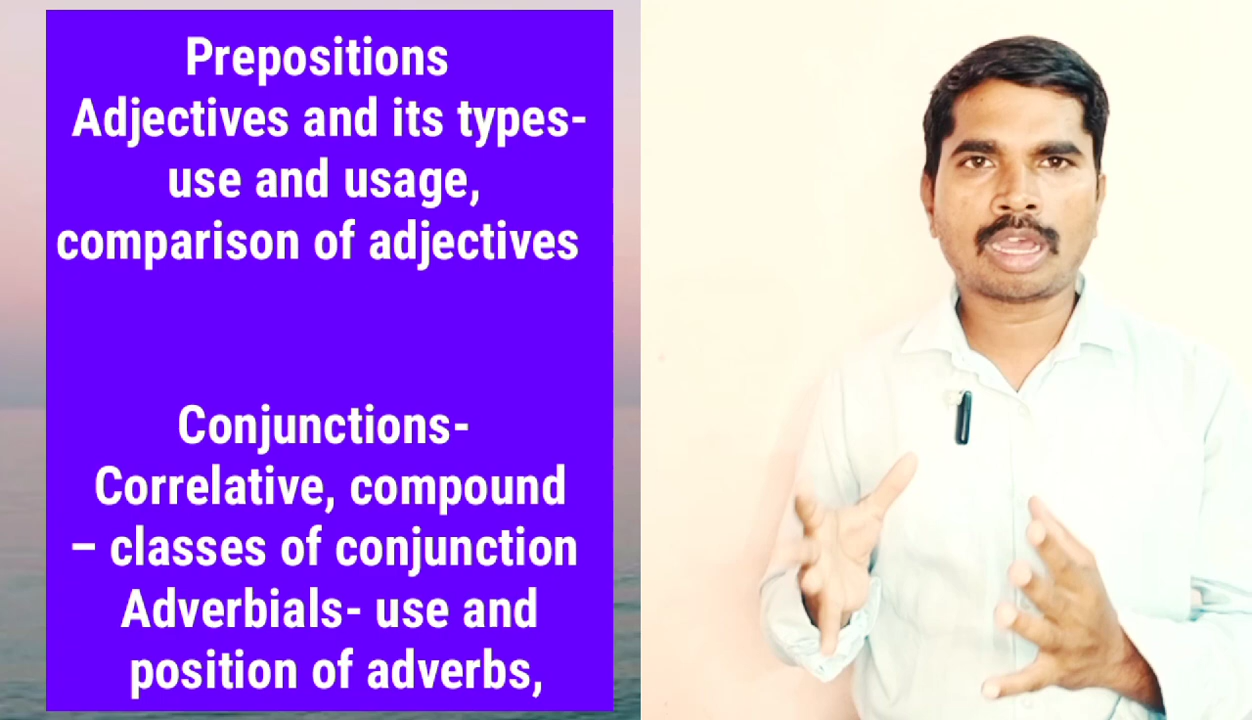 Prepositions
Adjectives and its types-
use and usage,
comparison of adjectives
Conjunctions-
Correlative, compound
– classes of conjunction
Adverbials- use and
position of adverbs,